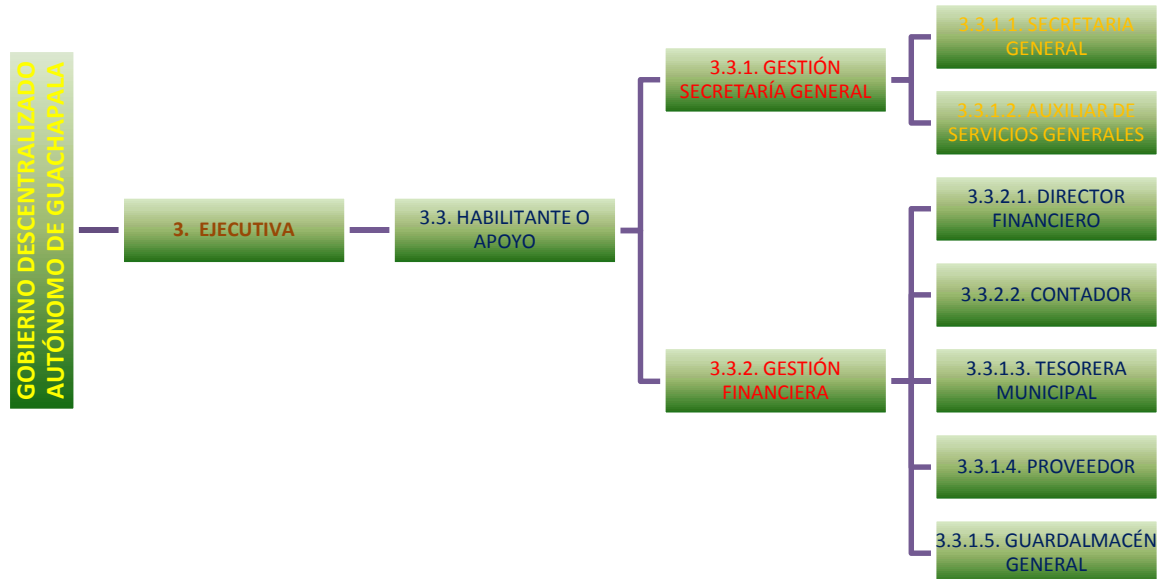 GOBIERNO DESCENTRALIZADO
AUTÓNOMO DE GUACHAPALA
3. EJECUTIVA
3.3. HABILITANTE O
APOYO
3.3.1. GESTIÓN
SECRETARÍA GENERAL
3.3.1.1. SECRETARIA
GENERAL
3.3.1.2. AUXILIAR DE
SERVICIOS GENERALES
3.3.2. GESTIÓN
FINANCIERA
3.3.2.1. DIRECTOR
FINANCIERO
3.3.2.2. CONTADOR
3.3.1.3. TESORERA
MUNICIPAL
3.3.1.4. PROVEEDOR
3.3.1.5. GUARDALMACÉN
GENERAL